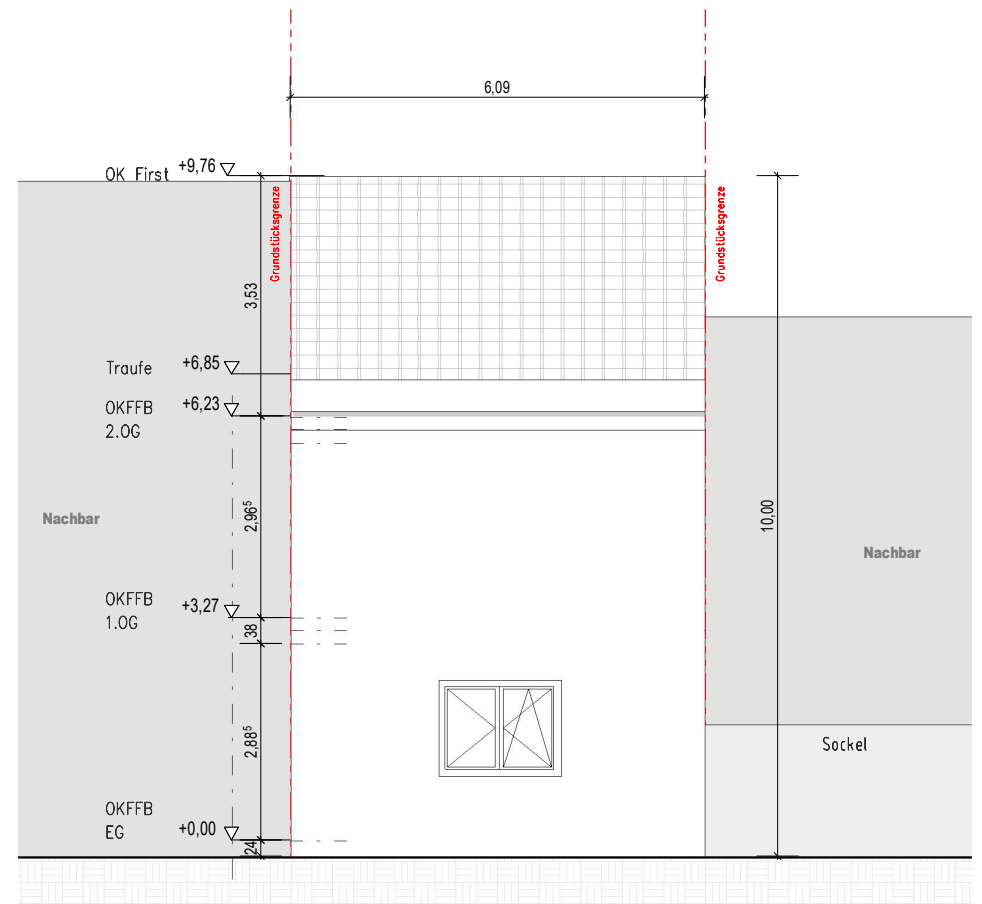 6,09
OK First +9,76
Grundstücksgrenze
Grundstücksgrenze
3,53
Traufe +6,85
OKFFB +6,23
2.OG
2,96⁵
10,00
Nachbar
Nachbar
OKFFB +3,27
1.OG
38
2,88⁵
Sockel
OKFFB
EG +0,00
24